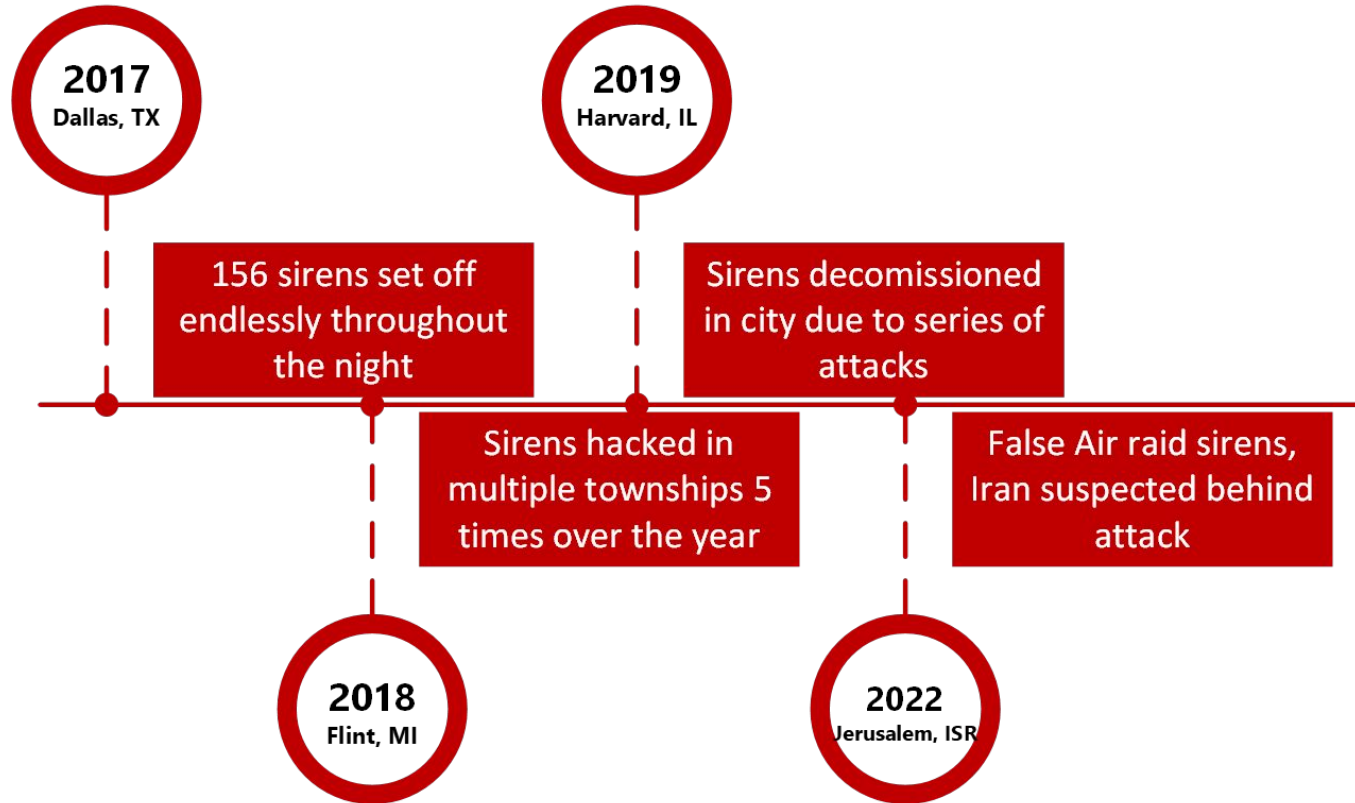 2017
Dallas, TX
156 sirens set off
endlessly throughout
the night
2018
Flint, MI
Sirens hacked in
multiple townships 5
times over the year
2019
Harvard, IL
Sirens decomissioned
in city due to series of
attacks
2022
Jerusalem, ISR
False Air raid sirens,
Iran suspected behind
attack